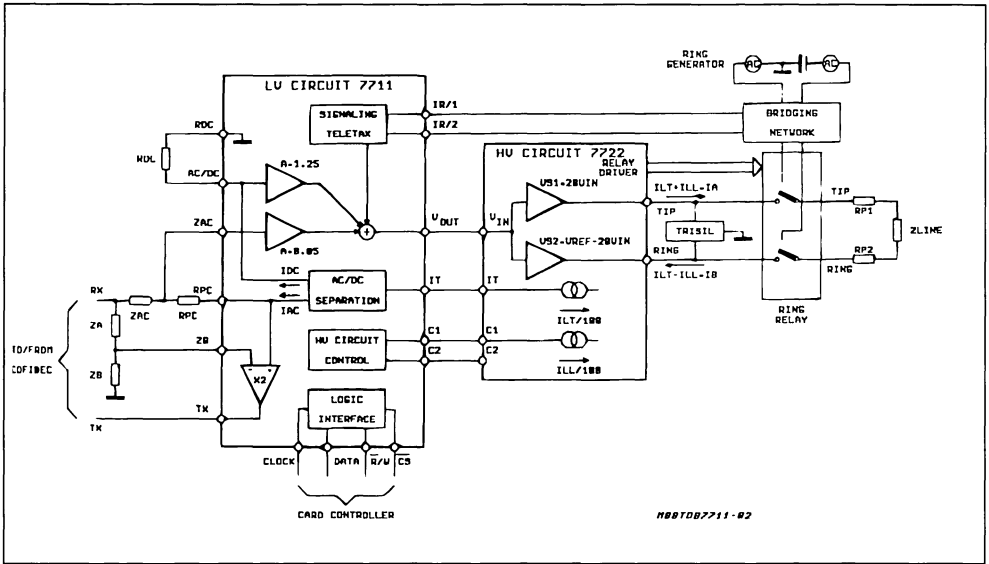 RING
GENERATOR
AC
AC
LV CIRCUIT 7711
SIGNALING
TELETAX
IR/1
IR/2
BRIDGING
NETWORK
RDC
RDL
AC/DC
A-1.25
HV CIRCUIT 7722
RELAY
DRIVER
VS1=20VIN
ILT+ILL=IA
TIP
TIP
RP1
ZAC
A-0.05
+
VOUT
VIN
TRISIL
ZLINE
VS2=VREF-20VIN
RING
ILT-ILL=IB
RING
RP2
RING
RELAY
IDC
IAC
AC/DC
SEPARATION
IT
IT
ILT/100
RX
ZAC
RPC
RPC
ZA
ZB
TO/FROM
COFIDEC
ZB
HV CIRCUIT
CONTROL
C1
C2
C1
C2
ILL/100
- +
X2
TX
TX
LOGIC
INTERFACE
CLOCK
DATA
R/W
CS
CARD CONTROLLER
M88TDB7711-02